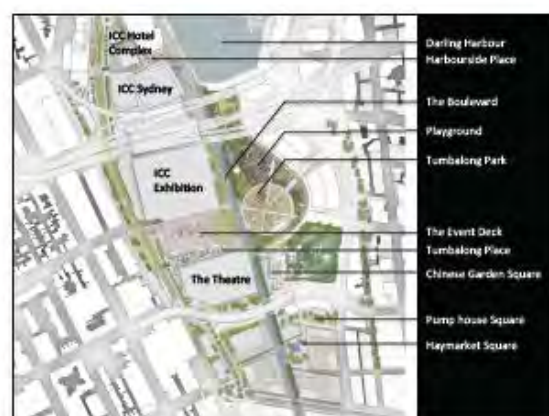 ICC Hotel
Complex
ICC Sydney
ICC
Exhibition
The Theatre
Darling Harbour
Harbourside Place
The Boulevard
Playground
Tumbalong Park
The Event Deck
Tumbalong Place
Chinese Garden Square
Pump house Square
Haymarket Square